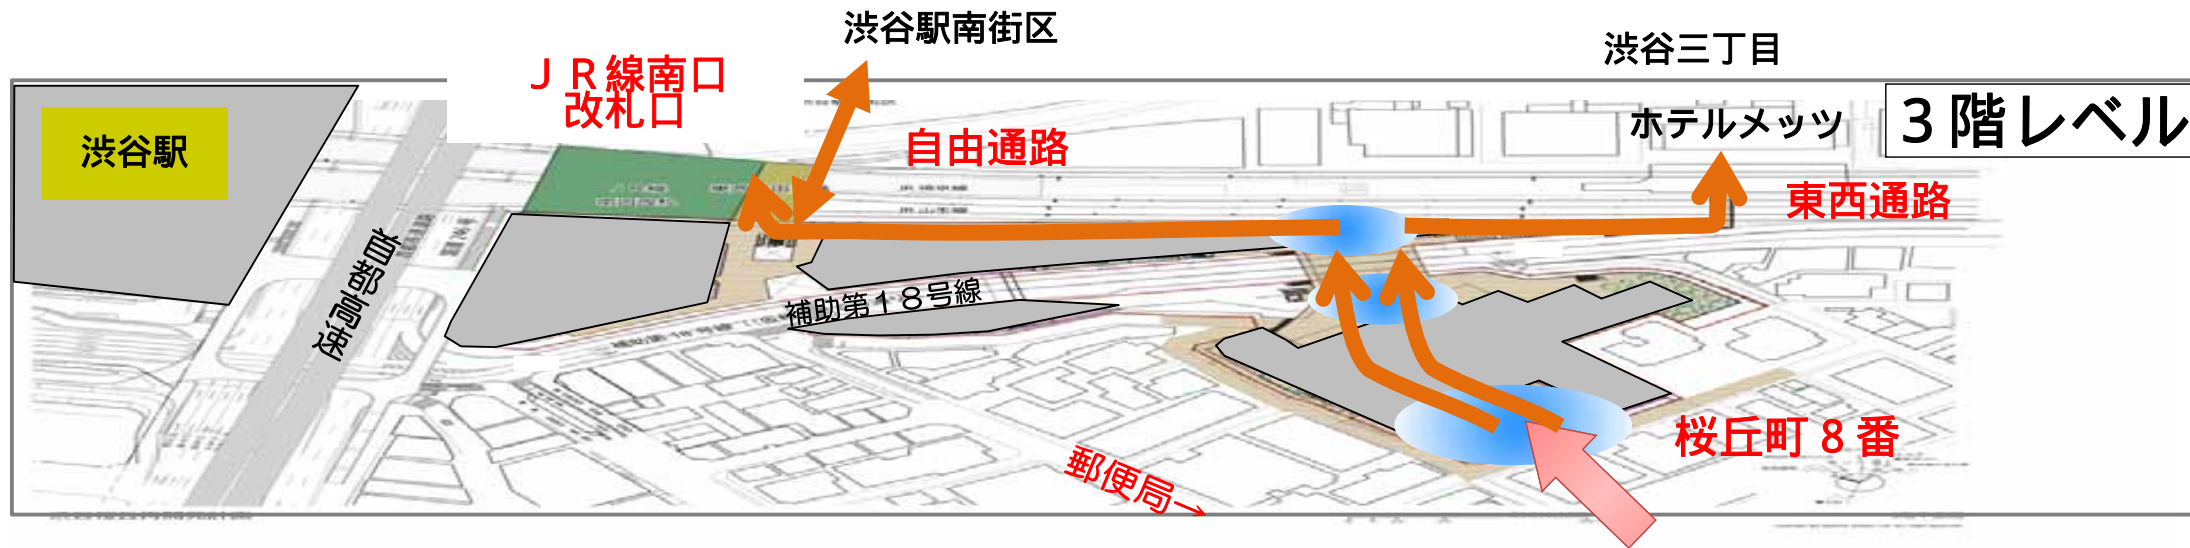 渋谷駅南街区
渋谷三丁目
ＪＲ線南口
改札口
3階レベル
ホテルメッツ
渋谷駅
自由通路
東西通路
首都高速
補助第１８号線
桜丘町８番
郵便局→